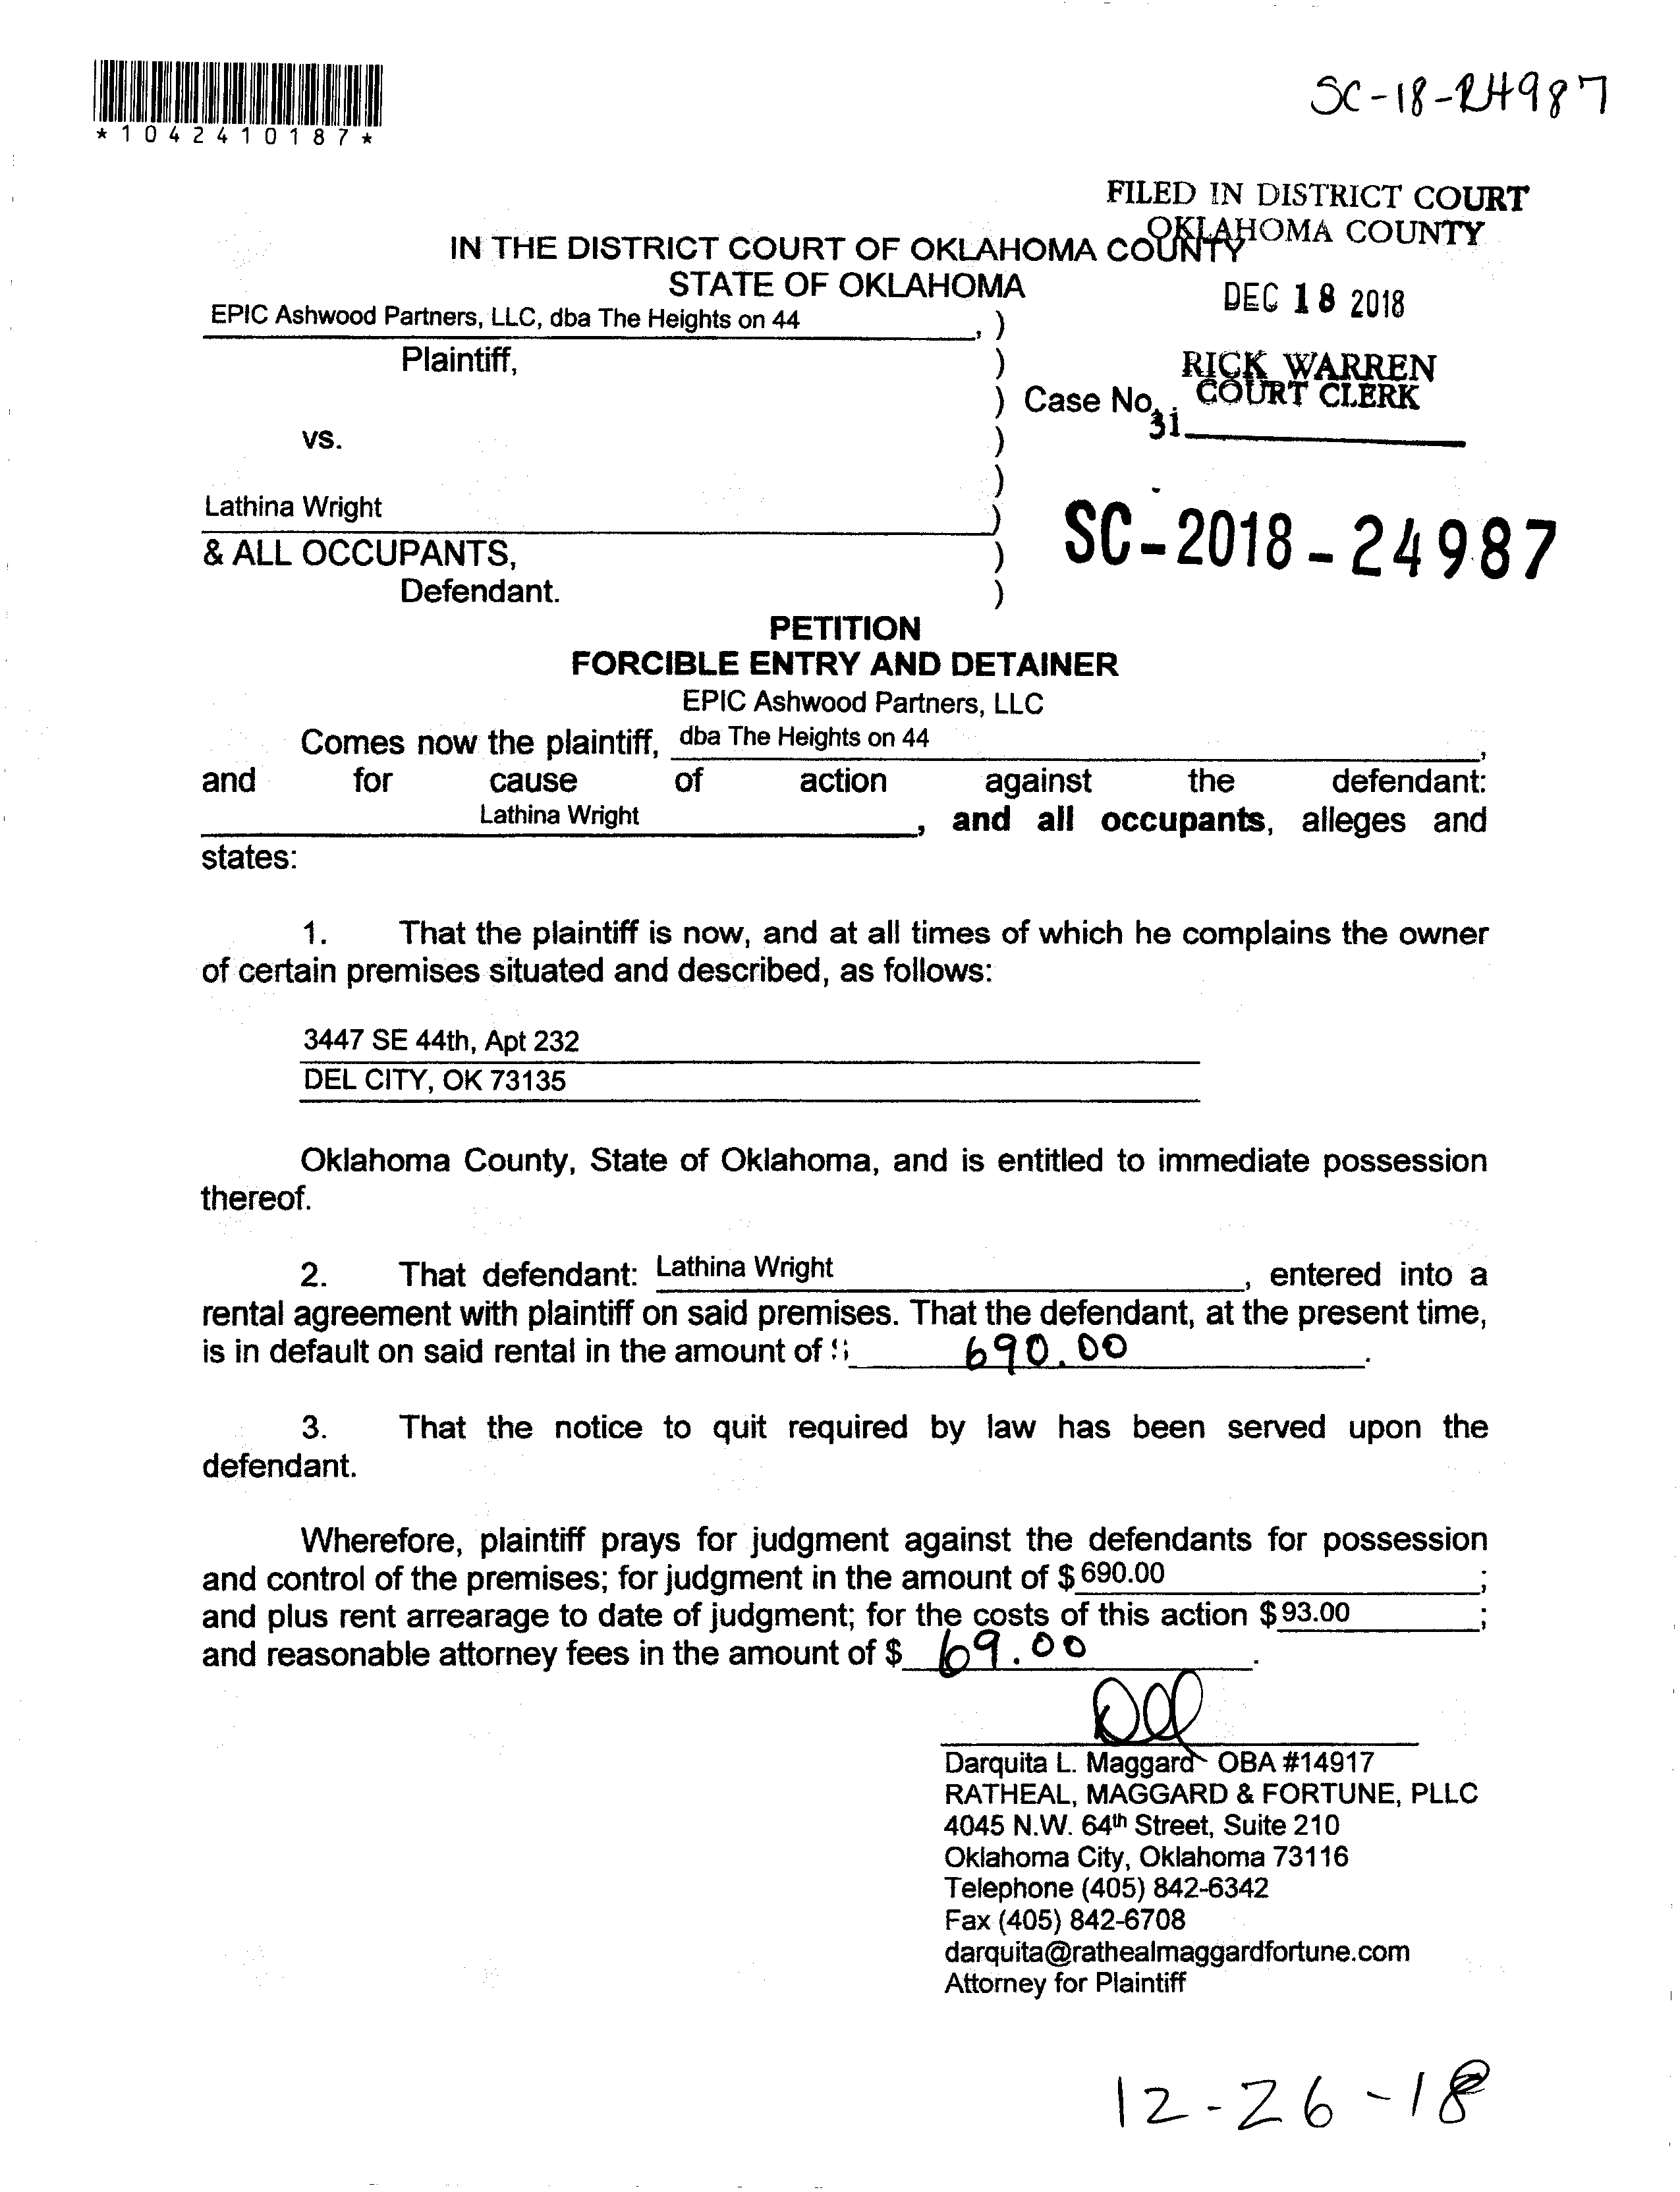 *1042410187*
SC-18-24987
FILED IN DISTRICT COURT
OKLAHOMA COUNTY
IN THE DISTRICT COURT OF OKLAHOMA COUNTY
STATE OF OKLAHOMA
DEC 18 2018
EPIC Ashwood Partners, LLC, dba The Heights on 44 , )
Plaintiff, )
RICK WARREN
COURT CLERK
) Case No.
31
vs. )
)
Lathina Wright )
SC-2018-24987
& ALL OCCUPANTS, )
Defendant. )
PETITION
FORCIBLE ENTRY AND DETAINER
EPIC Ashwood Partners, LLC
Comes now the plaintiff, dba The Heights on 44 ,
and for cause of action against the defendant:
Lathina Wright , and all occupants, alleges and
states:
1. That the plaintiff is now, and at all times of which he complains the owner
of certain premises situated and described, as follows:
3447 SE 44th, Apt 232
DEL CITY, OK 73135
Oklahoma County, State of Oklahoma, and is entitled to immediate possession
thereof.
2. That defendant: Lathina Wright , entered into a
rental agreement with plaintiff on said premises. That the defendant, at the present time,
is in default on said rental in the amount of 690.00 .
3. That the notice to quit required by law has been served upon the
defendant.
Wherefore, plaintiff prays for judgment against the defendants for possession
and control of the premises; for judgment in the amount of $ 690.00 ;
and plus rent arrearage to date of judgment; for the costs of this action $ 93.00 ;
and reasonable attorney fees in the amount of $ 69.00 .
Darquita L. Maggard OBA #14917
RATHEAL, MAGGARD & FORTUNE, PLLC
4045 N.W. 64th Street, Suite 210
Oklahoma City, Oklahoma 73116
Telephone (405) 842-6342
Fax (405) 842-6708
darquita@rathealmaggardfortune.com
Attorney for Plaintiff
12-26-18